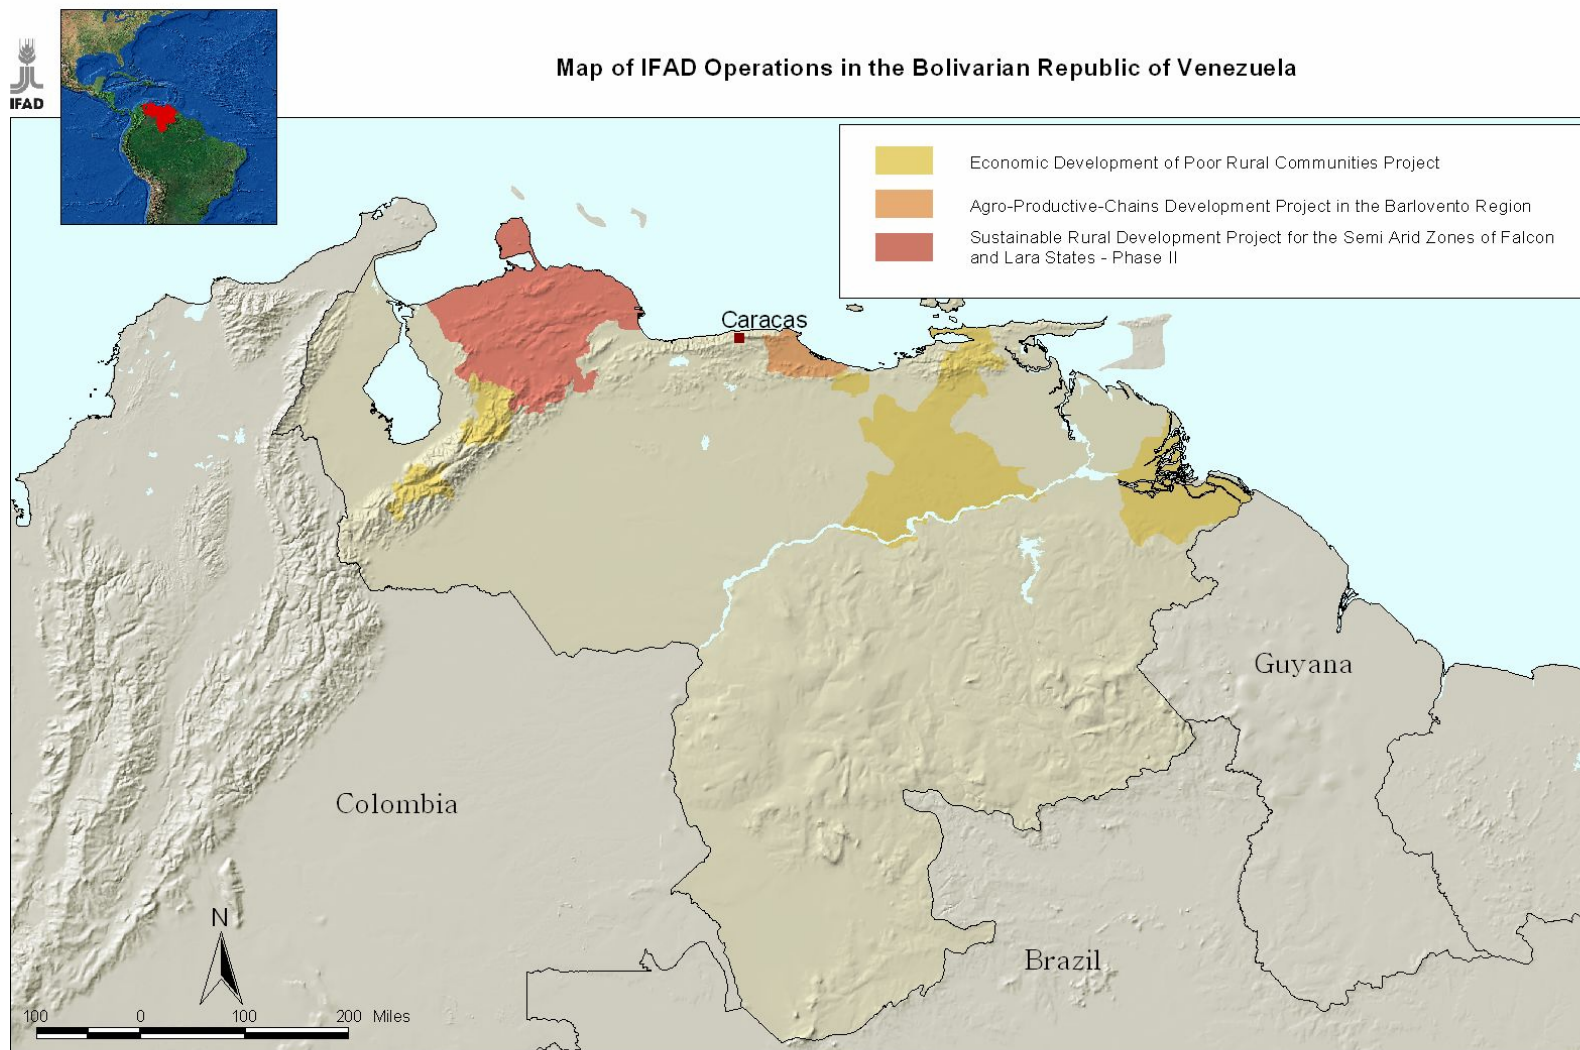 IFAD
Map of IFAD Operations in the Bolivarian Republic of Venezuela
Economic Development of Poor Rural Communities Project
Agro-Productive-Chains Development Project in the Barlovento Region
Sustainable Rural Development Project for the Semi Arid Zones of Falcon
and Lara States - Phase II
Caracas
Guyana
Colombia
Brazil
N
100 0 100 200 Miles